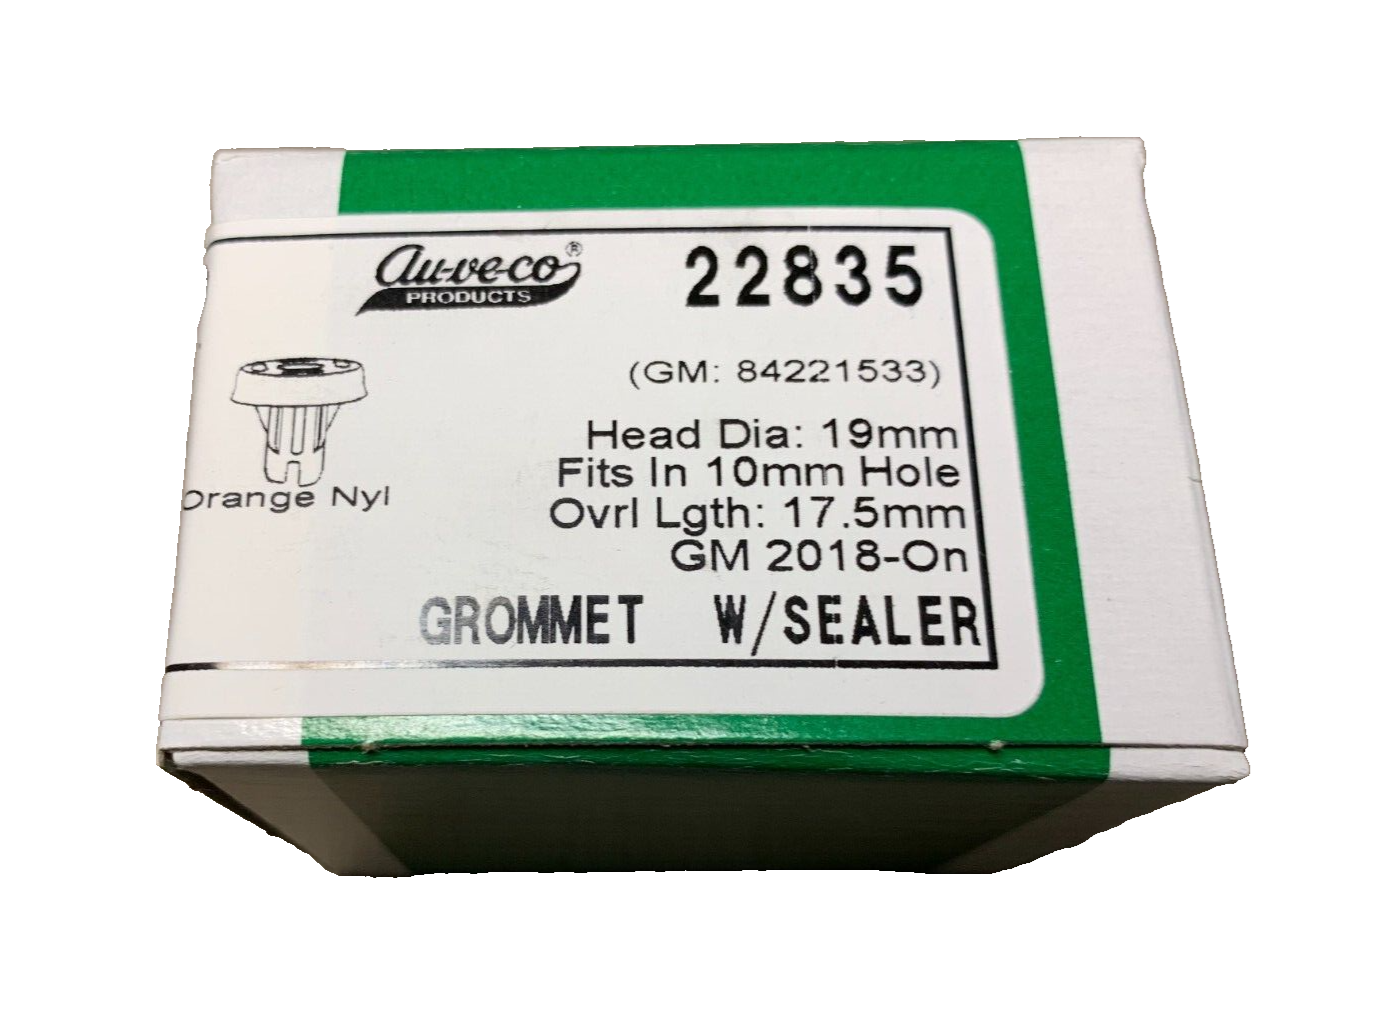 Au-ve-co® 22835
PRODUCTS
(GM: 84221533)
Head Dia: 19mm
Fits In 10mm Hole
Orange Nyl
Ovrl Lgth: 17.5mm
GM 2018-On
GROMMET W/SEALER